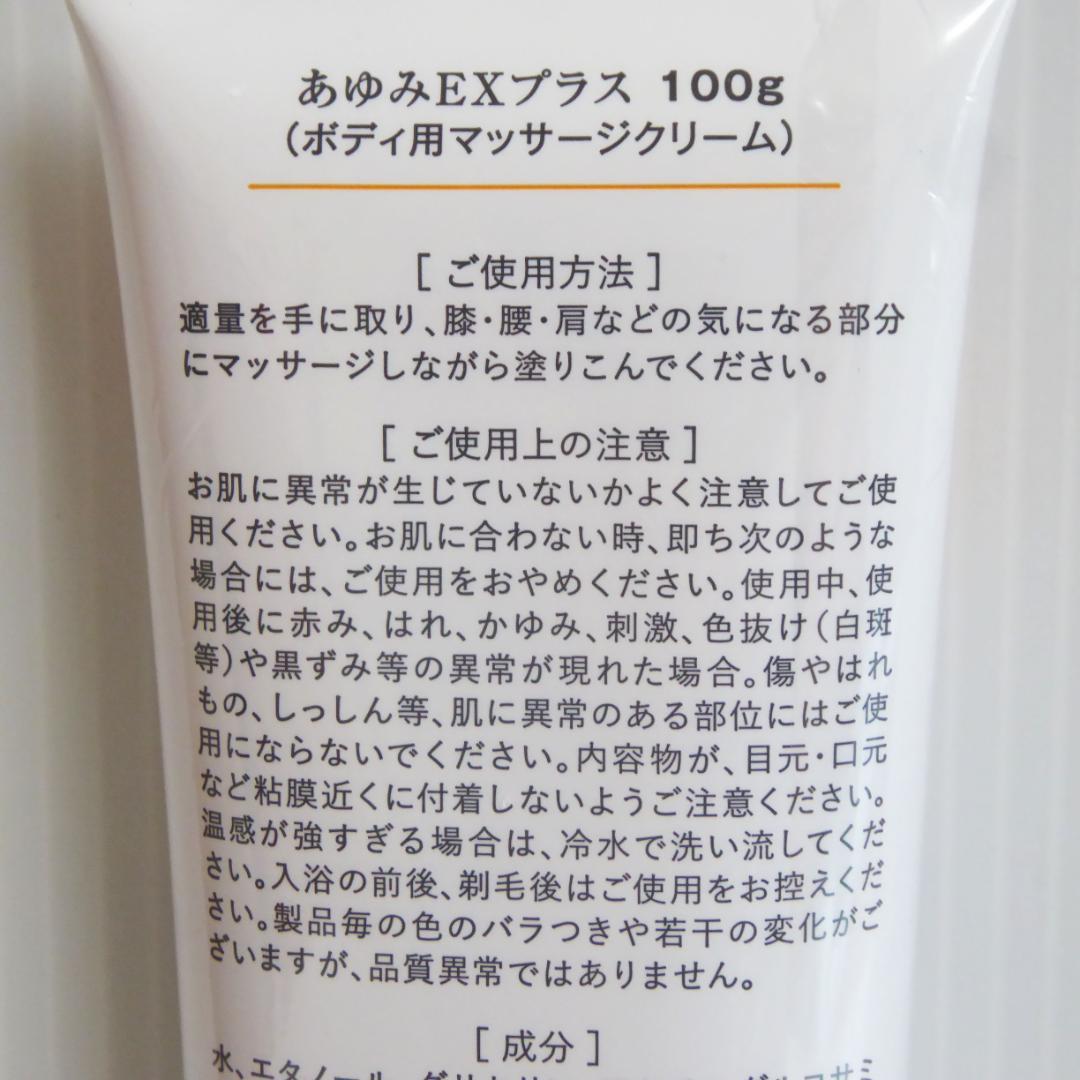 あゆみEXプラス 100g
（ボディ用マッサージクリーム）
［ ご使用方法 ］
適量を手に取り、膝・腰・肩などの気になる部分
にマッサージしながら塗りこんでください。
［ ご使用上の注意 ］
お肌に異常が生じていないかよく注意してご使
用ください。お肌に合わない時、即ち次のような
場合には、ご使用をおやめください。使用中、使
用後に赤み、はれ、かゆみ、刺激、色抜け（白斑
等）や黒ずみ等の異常が現れた場合。傷やはれ
もの、しっしん等、肌に異常のある部位にはご使
用にならないでください。内容物が、目元・口元
など粘膜近くに付着しないようご注意ください。
温感が強すぎる場合は、冷水で洗い流してくだ
さい。入浴の前後、剃毛後はご使用をお控えくだ
さい。製品毎の色のバラつきや若干の変化がご
ざいますが、品質異常ではありません。
［ 成分 ］
水、エタノール、